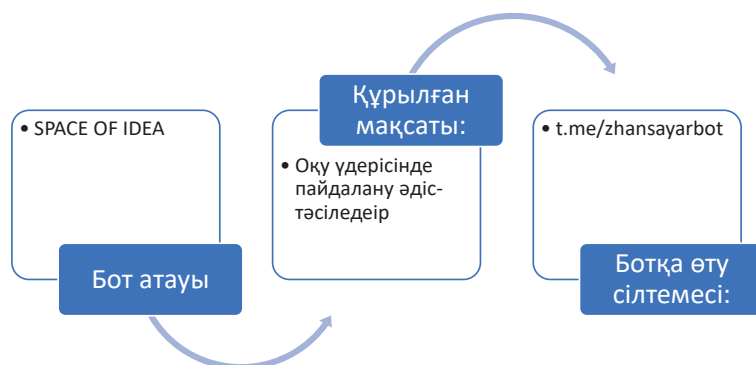 • SPACE OF IDEA
Бот атауы
Құрылған
мақсаты:
• Оқу үдерісінде
пайдалану әдіс-
тәсіледеір
• t.me/zhansayarbot
Ботқа өту
сілтемесі: